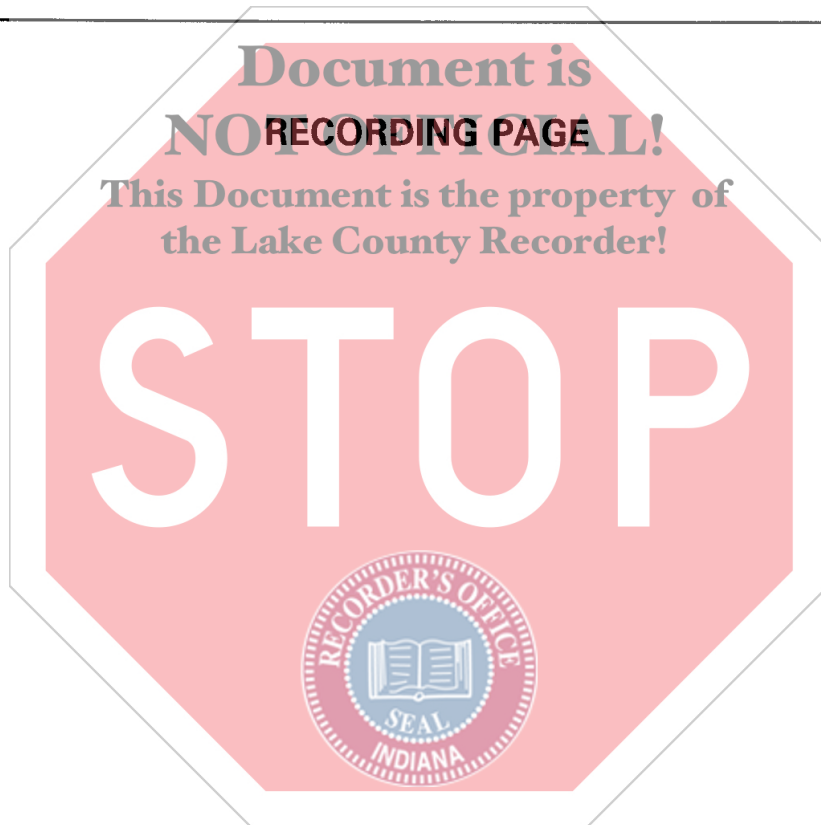 Document is
NOT OFFICIAL!
RECORDING PAGE
This Document is the property of
the Lake County Recorder!
STOP
RECORDER'S OFFICE
SEAL
INDIANA